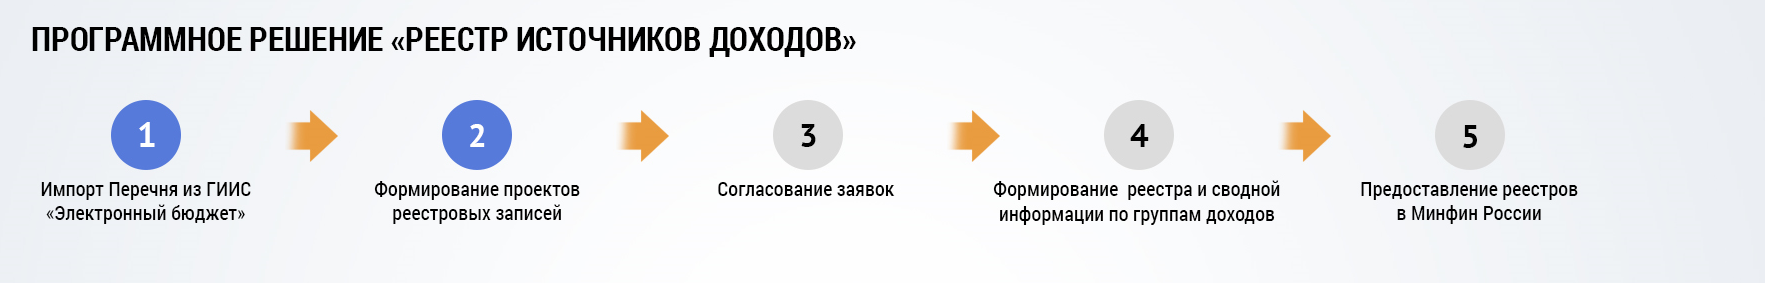 ПРОГРАММНОЕ РЕШЕНИЕ «РЕЕСТР ИСТОЧНИКОВ ДОХОДОВ»
1
Импорт Перечня из ГИИС
«Электронный бюджет»
2
Формирование проектов
реестровых записей
3
Согласование заявок
4
Формирование реестра и сводной
информации по группам доходов
5
Предоставление реестров
в Минфин России